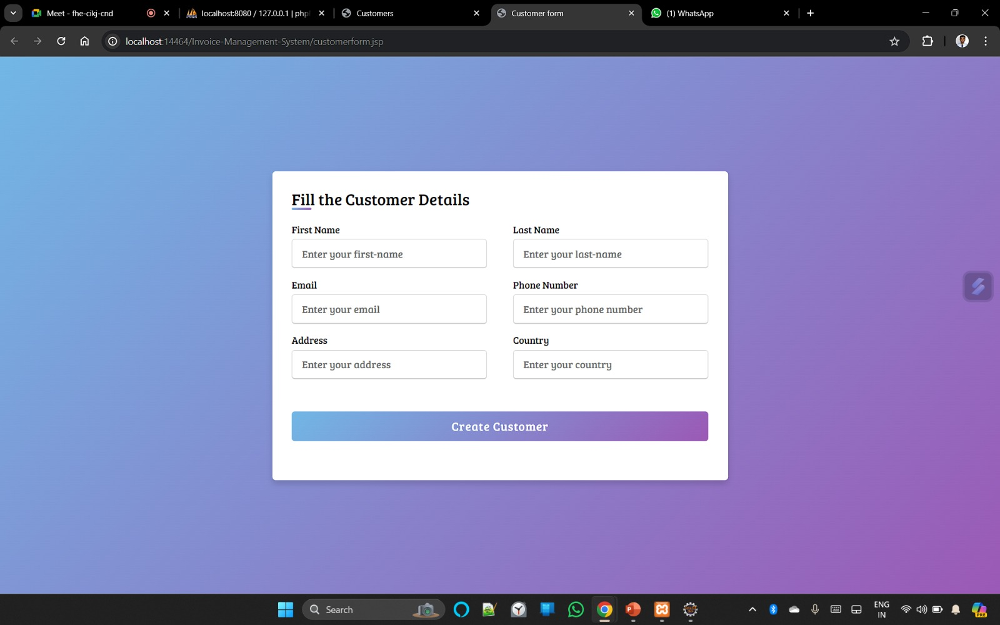 Meet - fhe-cikj-cnd
localhost:8080 / 127.0.0.1 | php
Customers
Customer form
(1) WhatsApp
localhost:14464/Invoice-Management-System/customerform.jsp
Fill the Customer Details
First Name Last Name
Enter your first-name Enter your last-name
Email Phone Number
Enter your email Enter your phone number
Address Country
Enter your address Enter your country
Create Customer
Search
ENG
IN
PRE